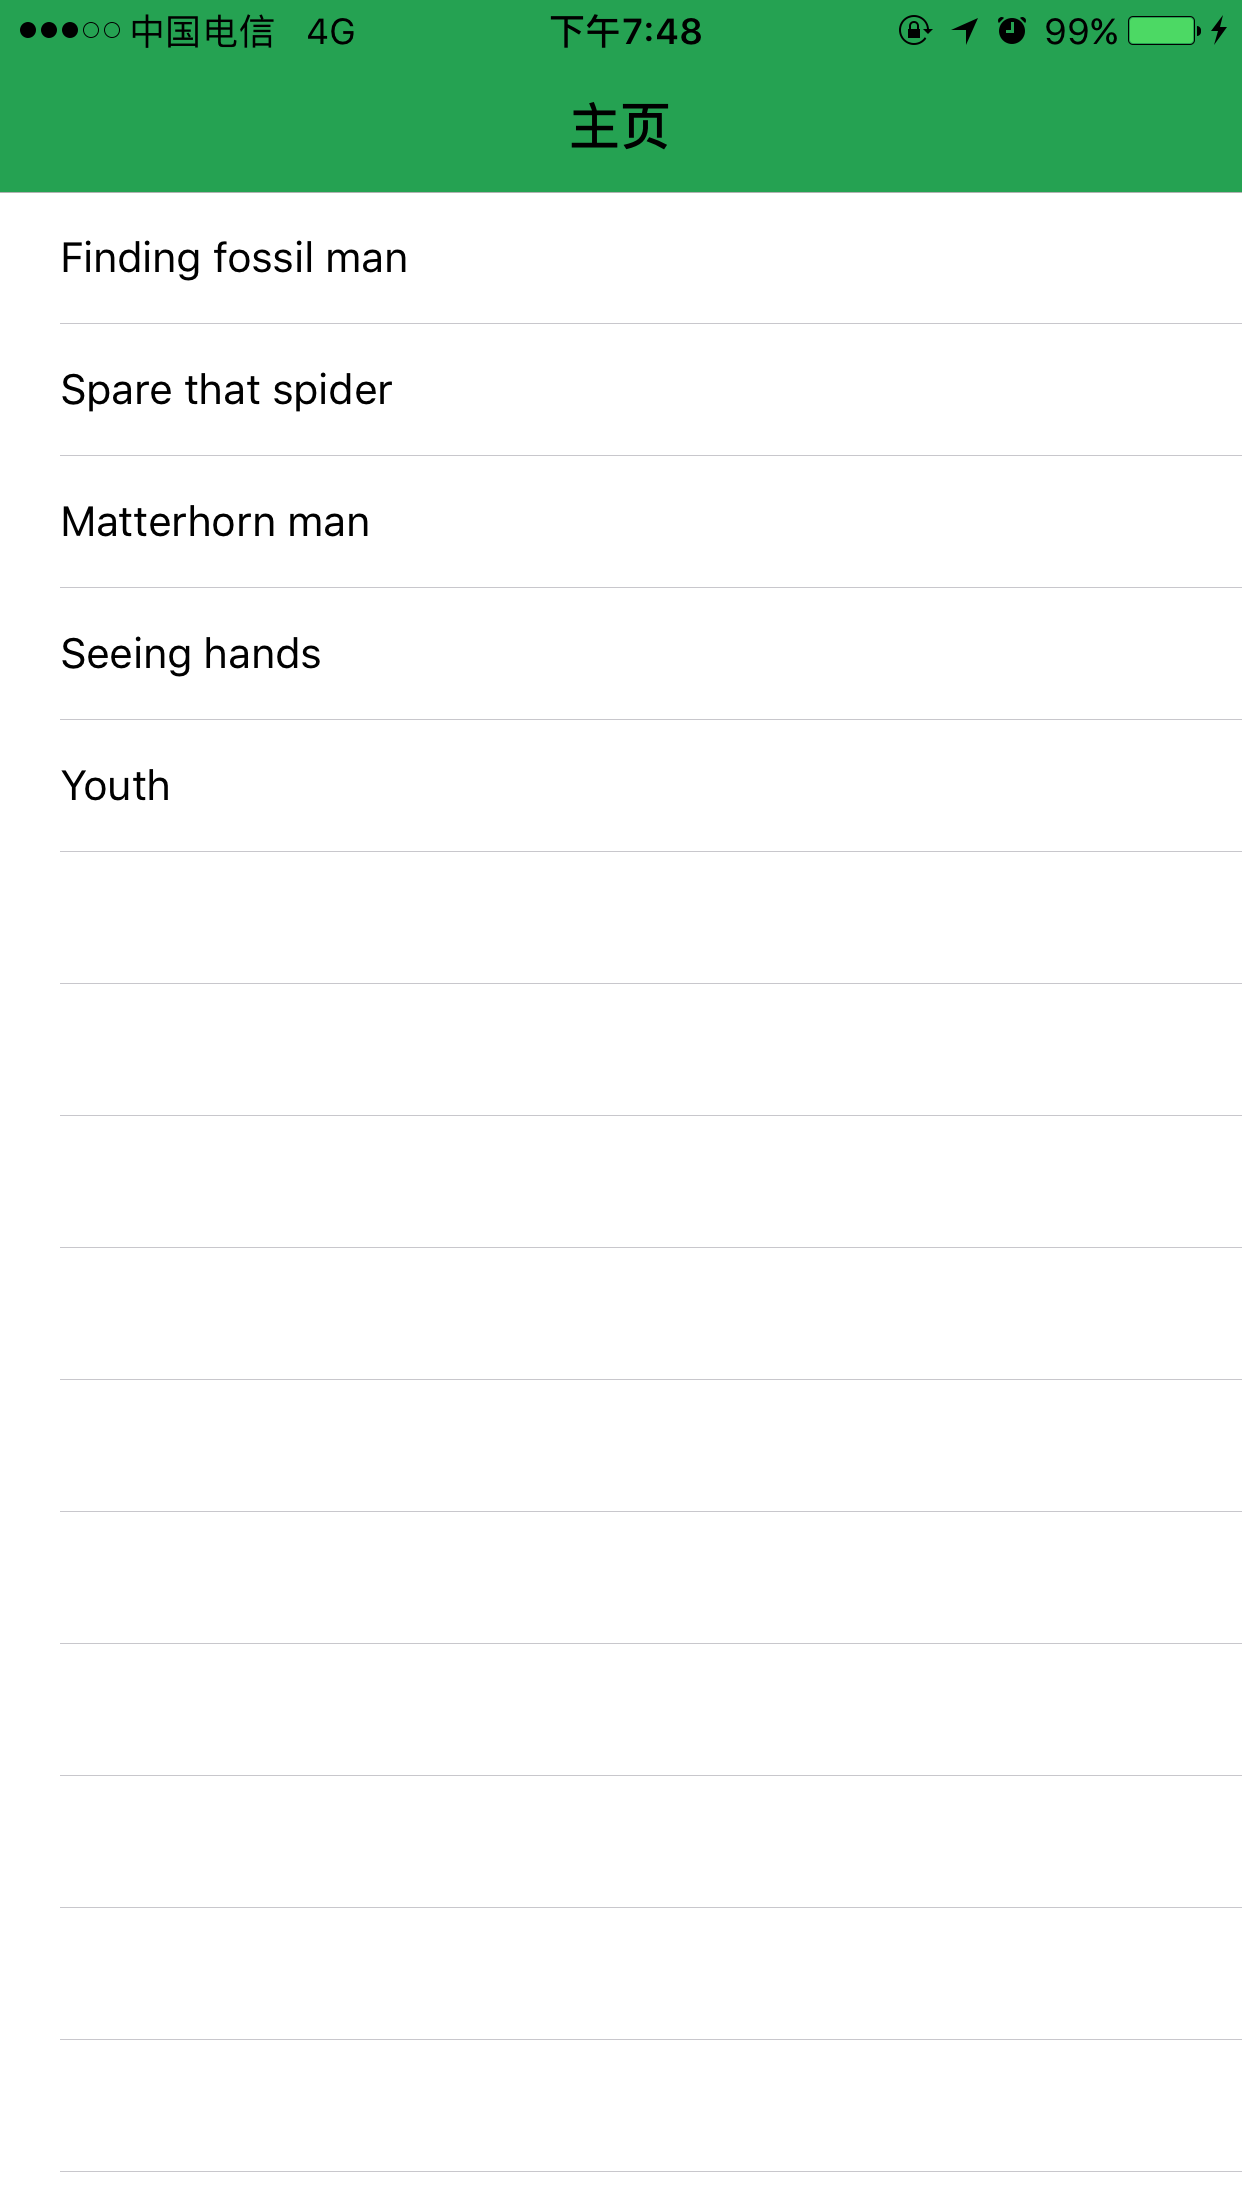 中国电信 4G 下午7:48 99%
主页
Finding fossil man
Spare that spider
Matterhorn man
Seeing hands
Youth